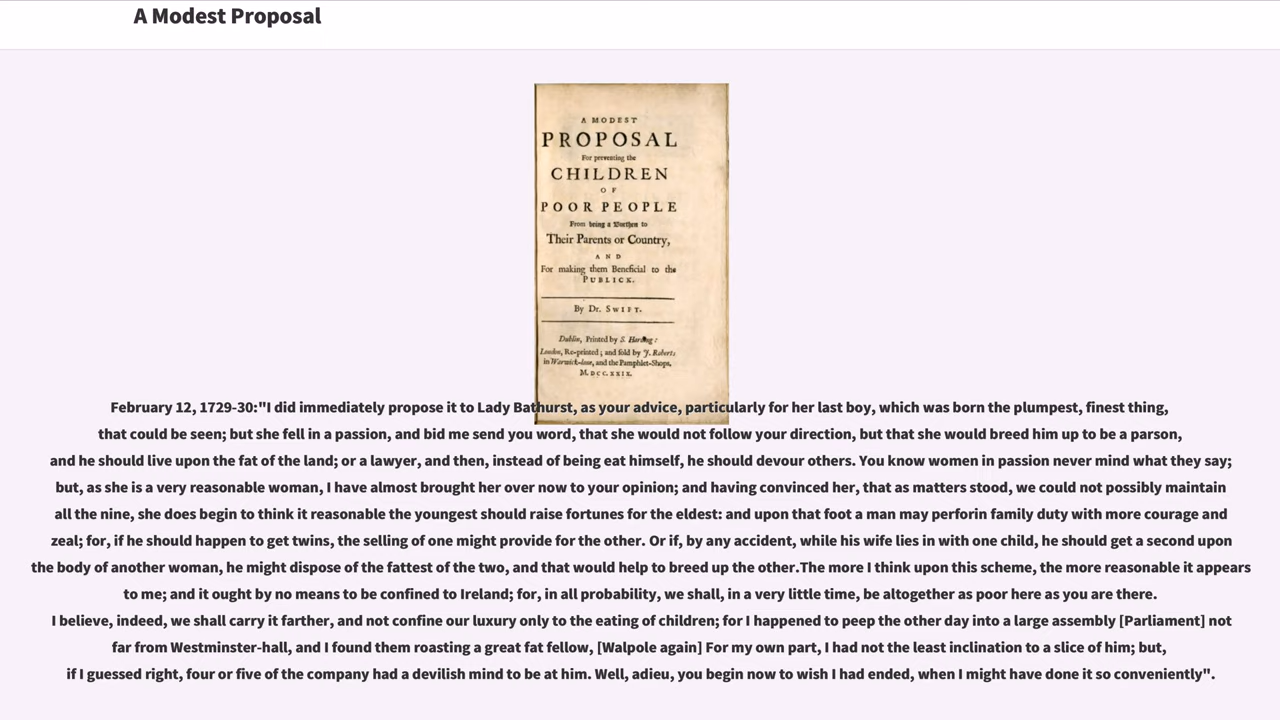 A Modest Proposal
A MODEST
PROPOSAL
For preventing the
CHILDREN
OF
POOR PEOPLE
From being a Burthen to
Their Parents or Country,
AND
For making them Beneficial to the
PUBLICK.
By Dr. SWIFT.
Dublin, Printed by S. Harding:
London, Re-printed; and sold by J. Roberts
in Warwick-lane, and the Pamphlet-Shops.
M.DCC.XXIX.
February 12, 1729-30:"I did immediately propose it to Lady Bathurst, as your advice, particularly for her last boy, which was born the plumpest, finest thing,
that could be seen; but she fell in a passion, and bid me send you word, that she would not follow your direction, but that she would breed him up to be a parson,
and he should live upon the fat of the land; or a lawyer, and then, instead of being eat himself, he should devour others. You know women in passion never mind what they say;
but, as she is a very reasonable woman, I have almost brought her over now to your opinion; and having convinced her, that as matters stood, we could not possibly maintain
all the nine, she does begin to think it reasonable the youngest should raise fortunes for the eldest: and upon that foot a man may perforin family duty with more courage and
zeal; for, if he should happen to get twins, the selling of one might provide for the other. Or if, by any accident, while his wife lies in with one child, he should get a second upon
the body of another woman, he might dispose of the fattest of the two, and that would help to breed up the other.The more I think upon this scheme, the more reasonable it appears
to me; and it ought by no means to be confined to Ireland; for, in all probability, we shall, in a very little time, be altogether as poor here as you are there.
I believe, indeed, we shall carry it farther, and not confine our luxury only to the eating of children; for I happened to peep the other day into a large assembly [Parliament] not
far from Westminster-hall, and I found them roasting a great fat fellow, [Walpole again] For my own part, I had not the least inclination to a slice of him; but,
if I guessed right, four or five of the company had a devilish mind to be at him. Well, adieu, you begin now to wish I had ended, when I might have done it so conveniently".